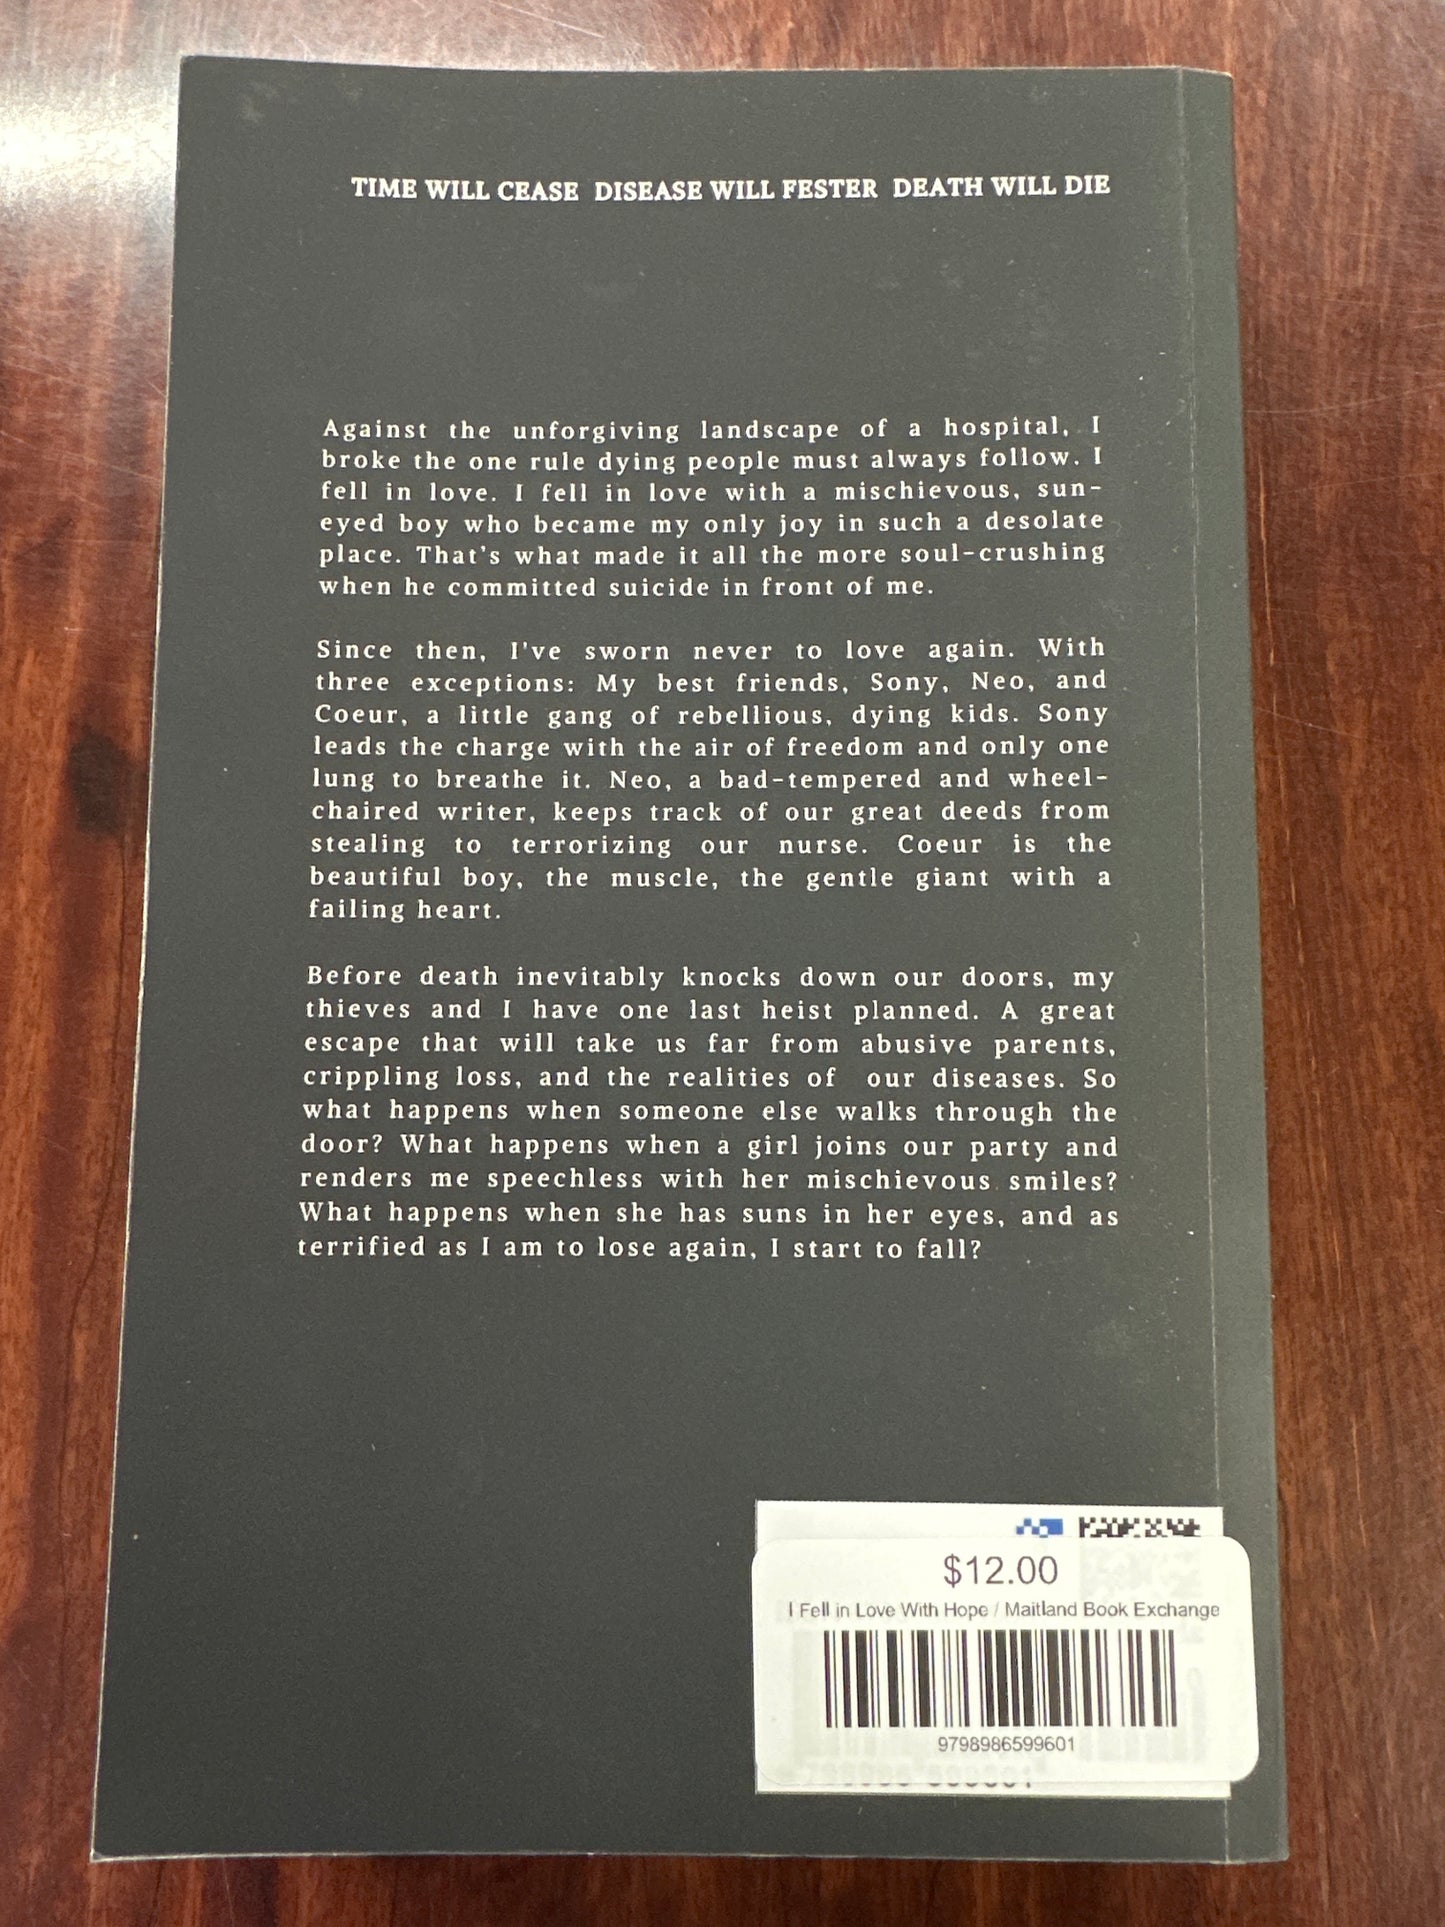 TIME WILL CEASE DISEASE WILL FESTER DEATH WILL DIE
Against the unforgiving landscape of a hospital, I
broke the one rule dying people must always follow. I
fell in love. I fell in love with a mischievous, sun-
eyed boy who became my only joy in such a desolate
place. That's what made it all the more soul-crushing
when he committed suicide in front of me.
Since then, I've sworn never to love again. With
three exceptions: My best friends, Sony, Neo, and
Coeur, a little gang of rebellious, dying kids. Sony
leads the charge with the air of freedom and only one
lung to breathe it. Neo, a bad-tempered and wheel-
chaired writer, keeps track of our great deeds from
stealing to terrorizing our nurse. Coeur is the
beautiful boy, the muscle, the gentle giant with a
failing heart.
Before death inevitably knocks down our doors, my
thieves and I have one last heist planned. A great
escape that will take us far from abusive parents,
crippling loss, and the realities of our diseases. So
what happens when someone else walks through the
door? What happens when a girl joins our party and
renders me speechless with her mischievous smiles?
What happens when she has suns in her eyes, and as
terrified as I am to lose again, I start to fall?
$12.00
I Fell in Love With Hope / Maitland Book Exchange
9798986599601